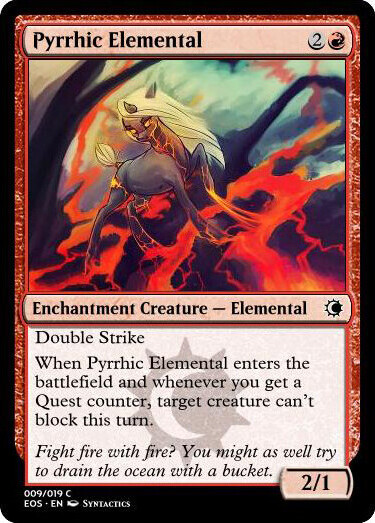 Pyrrhic Elemental 2
Enchantment Creature — Elemental
Double Strike
When Pyrrhic Elemental enters the
battlefield and whenever you get a
Quest counter, target creature can't
block this turn.
Fight fire with fire? You might as well try
to drain the ocean with a bucket.
2/1
009/019 C
EOS • EN SYNTACTICS